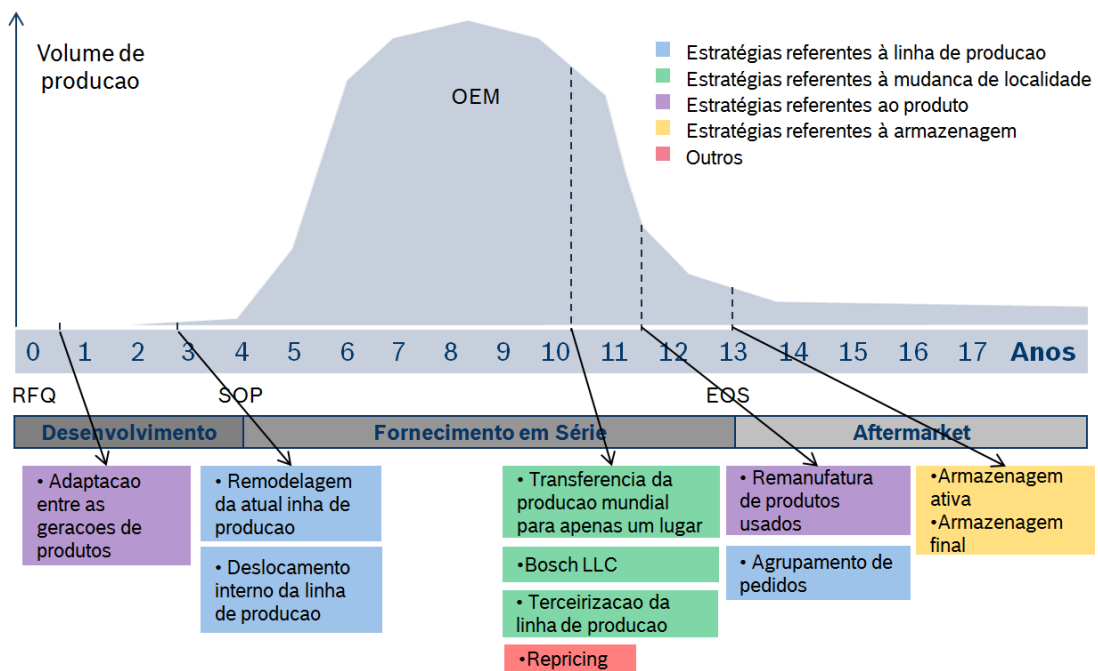 Volume de
producao
OEM
Estratégias referentes à linha de producao
Estratégias referentes à mudanca de localidade
Estratégias referentes ao produto
Estratégias referentes à armazenagem
Outros
0 1 2 3 4 5 6 7 8 9 10 11 12 13 14 15 16 17 Anos
RFQ SOP EOS
Desenvolvimento Fornecimento em Série Aftermarket
• Adaptacao
entre as
geracoes de
produtos
• Remodelagem
da atual inha de
producao
• Deslocamento
interno da linha
de producao
• Transferencia da
producao mundial
para apenas um lugar
•Bosch LLC
• Terceirizacao da
linha de producao
•Repricing
• Remanufatura
de produtos
usados
• Agrupamento de
pedidos
•Armazenagem
ativa
•Armazenagem
final